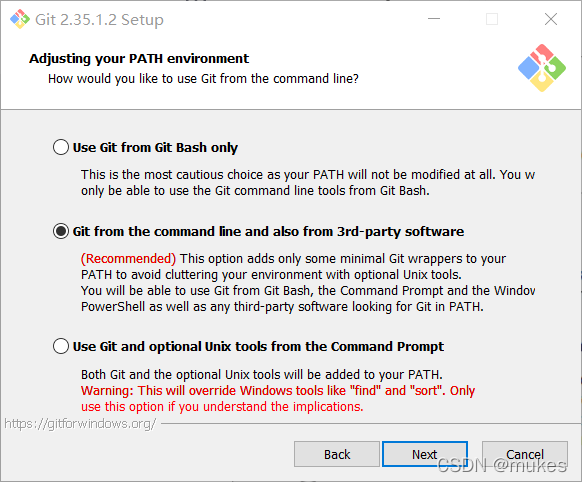 Git 2.35.1.2 Setup
Adjusting your PATH environment
How would you like to use Git from the command line?
Use Git from Git Bash only
This is the most cautious choice as your PATH will not be modified at all. You w
only be able to use the Git command line tools from Git Bash.
Git from the command line and also from 3rd-party software
(Recommended) This option adds only some minimal Git wrappers to your
PATH to avoid cluttering your environment with optional Unix tools.
You will be able to use Git from Git Bash, the Command Prompt and the Window
PowerShell as well as any third-party software looking for Git in PATH.
Use Git and optional Unix tools from the Command Prompt
Both Git and the optional Unix tools will be added to your PATH.
Warning: This will override Windows tools like "find" and "sort". Only
use this option if you understand the implications.
https://gitforwindows.org/
Back Next Cancel
CSDN @mukes